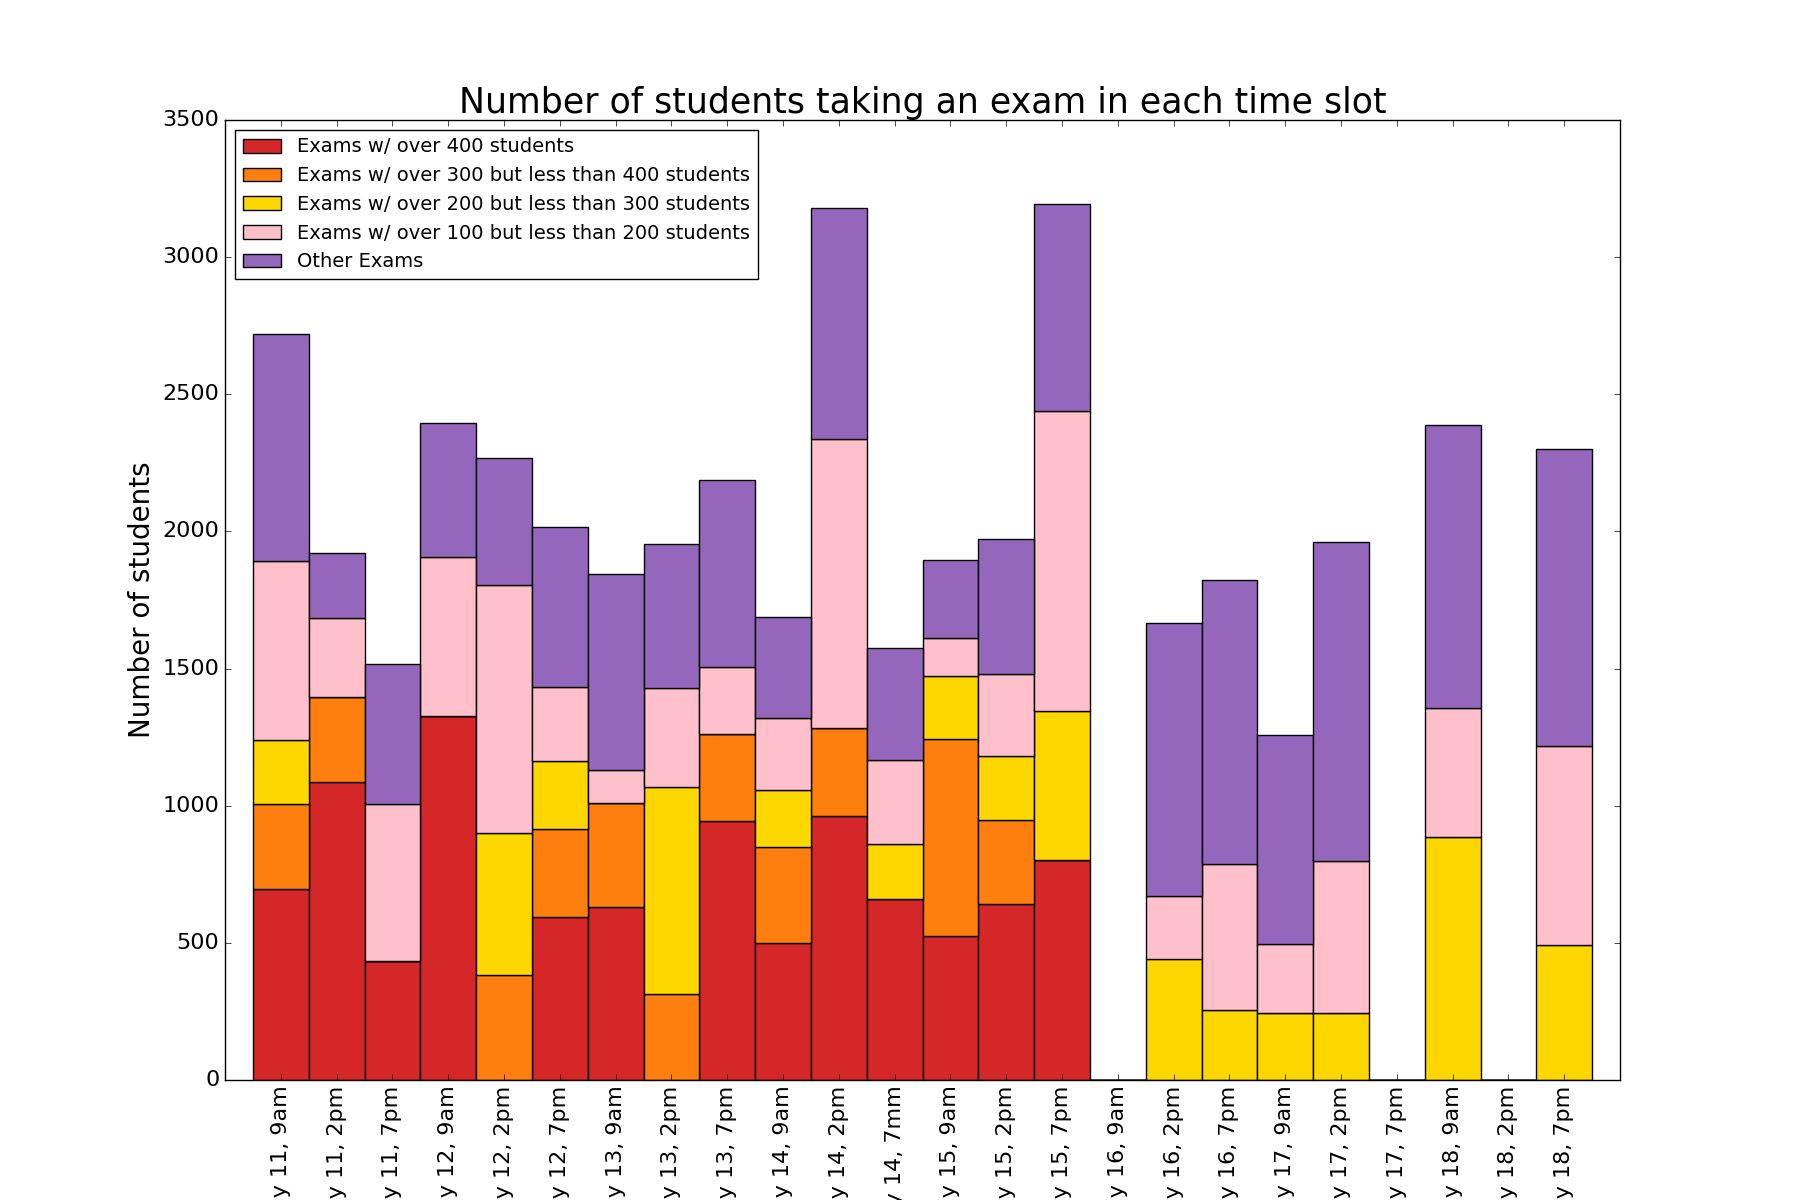 Number of students taking an exam in each time slot
Exams w/ over 400 students
Exams w/ over 300 but less than 400 students
Exams w/ over 200 but less than 300 students
Exams w/ over 100 but less than 200 students
Other Exams
3500
3000
2500
2000
1500
1000
500
0
Number of students
y 11, 9am
y 11, 2pm
y 11, 7pm
y 12, 9am
y 12, 2pm
y 12, 7pm
y 13, 9am
y 13, 2pm
y 13, 7pm
y 14, 9am
y 14, 2pm
y 14, 7mm
y 15, 9am
y 15, 2pm
y 15, 7pm
y 16, 9am
y 16, 2pm
y 16, 7pm
y 17, 9am
y 17, 2pm
y 17, 7pm
y 18, 9am
y 18, 2pm
y 18, 7pm